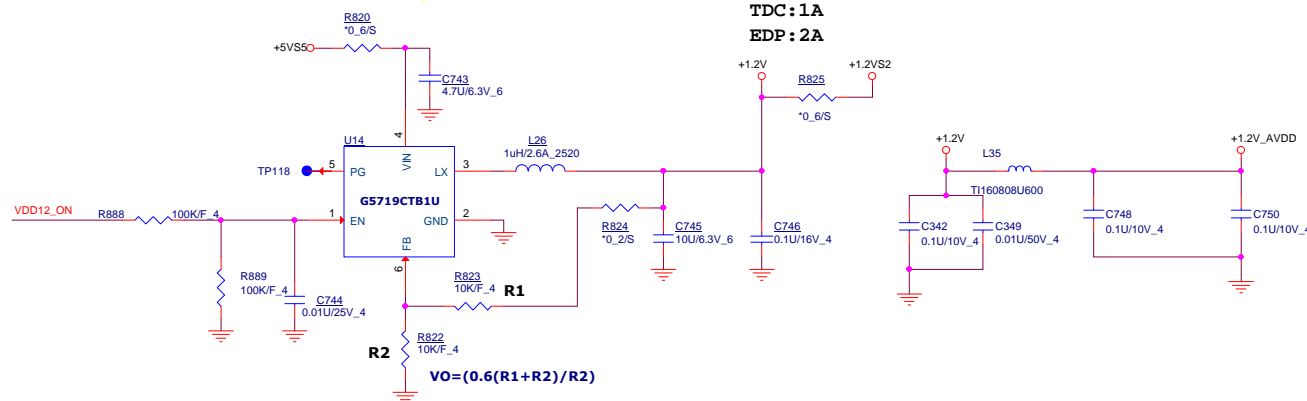 TDC:1A
EDP:2A
R820
*0_6/S
+5VS5
C743
4.7U/6.3V_6
+1.2V
R825
*0_6/S
+1.2VS2
U14
4
VIN
TP118
5
PG
LX
3
L26
1uH/2.6A_2520
G5719CTB1U
VDD12_ON
R888
100K/F_4
1
EN
GND
2
FB
6
R824
*0_2/S
C745
10U/6.3V_6
C746
0.1U/16V_4
R889
100K/F_4
C744
0.01U/25V_4
R823
10K/F_4
R1
R2
R822
10K/F_4
VO=(0.6(R1+R2)/R2)
+1.2V
L35
TI160808U600
+1.2V_AVDD
C342
0.1U/10V_4
C349
0.01U/50V_4
C748
0.1U/10V_4
C750
0.1U/10V_4